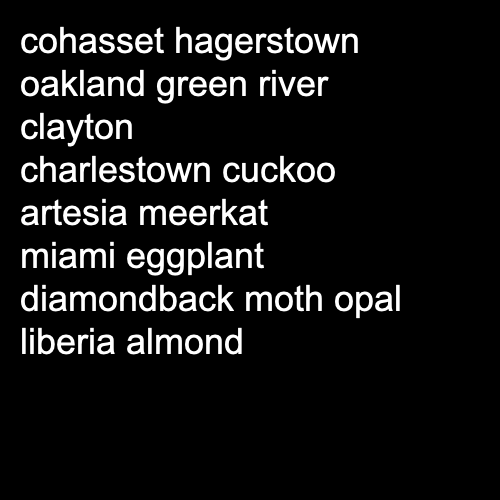 cohasset hagerstown
oakland green river
clayton
charlestown cuckoo
artesia meerkat
miami eggplant
diamondback moth opal
liberia almond